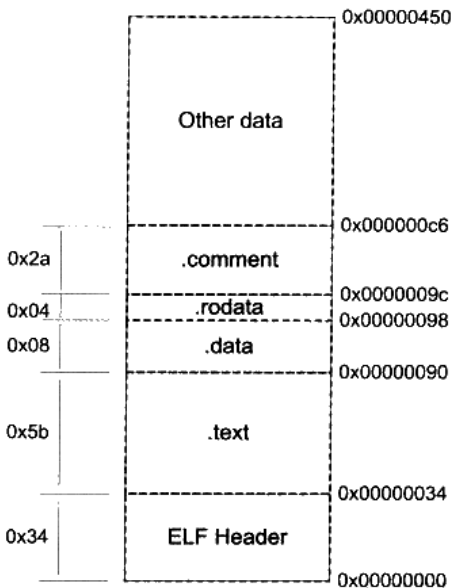 0x00000450
Other data
0x000000c6
0x2a
.comment
0x0000009c
0x04
.rodata
0x00000098
0x08
.data
0x00000090
0x5b
.text
0x00000034
0x34
ELF Header
0x00000000